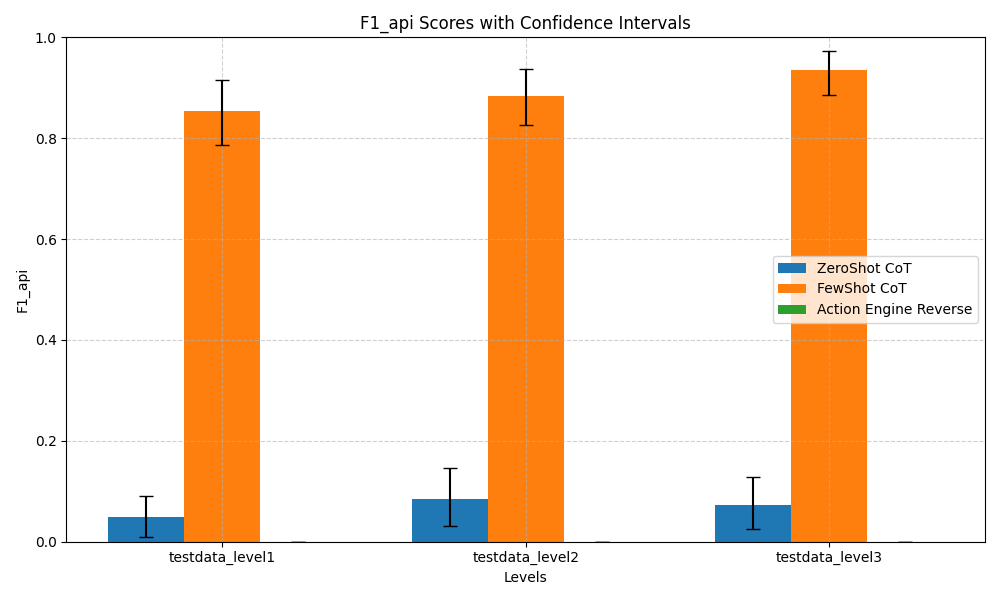 F1_api Scores with Confidence Intervals
1.0
0.8
0.6
0.4
0.2
0.0
F1_api
ZeroShot CoT
FewShot CoT
Action Engine Reverse
testdata_level1
testdata_level2
testdata_level3
Levels